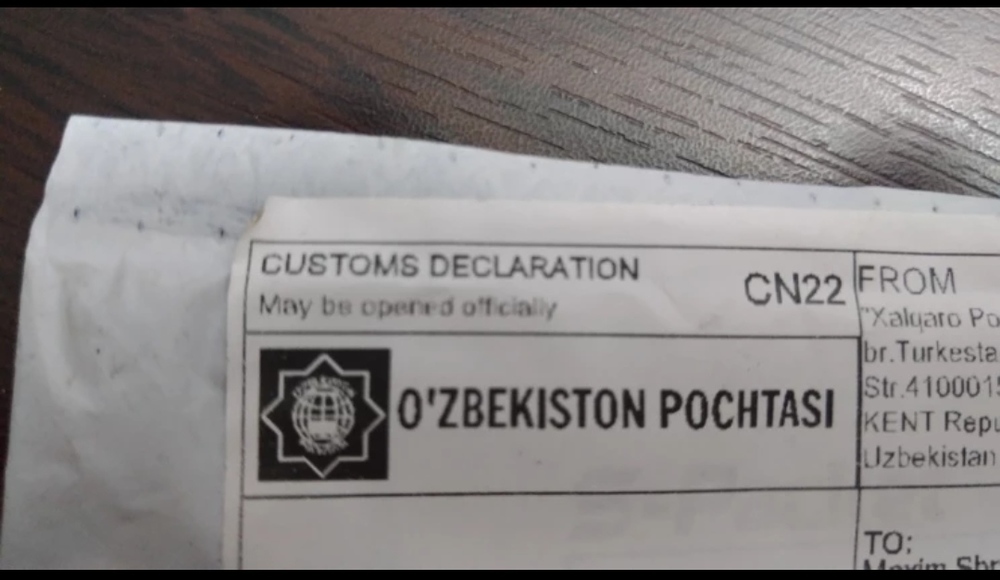 CUSTOMS DECLARATION
May be opened officially
CN22
O'ZBEKISTON POCHTASI
FROM
"Xalqaro Po
br.Turkesta
Str.410001
KENT Repu
Uzbekistan
TO:
Maxim